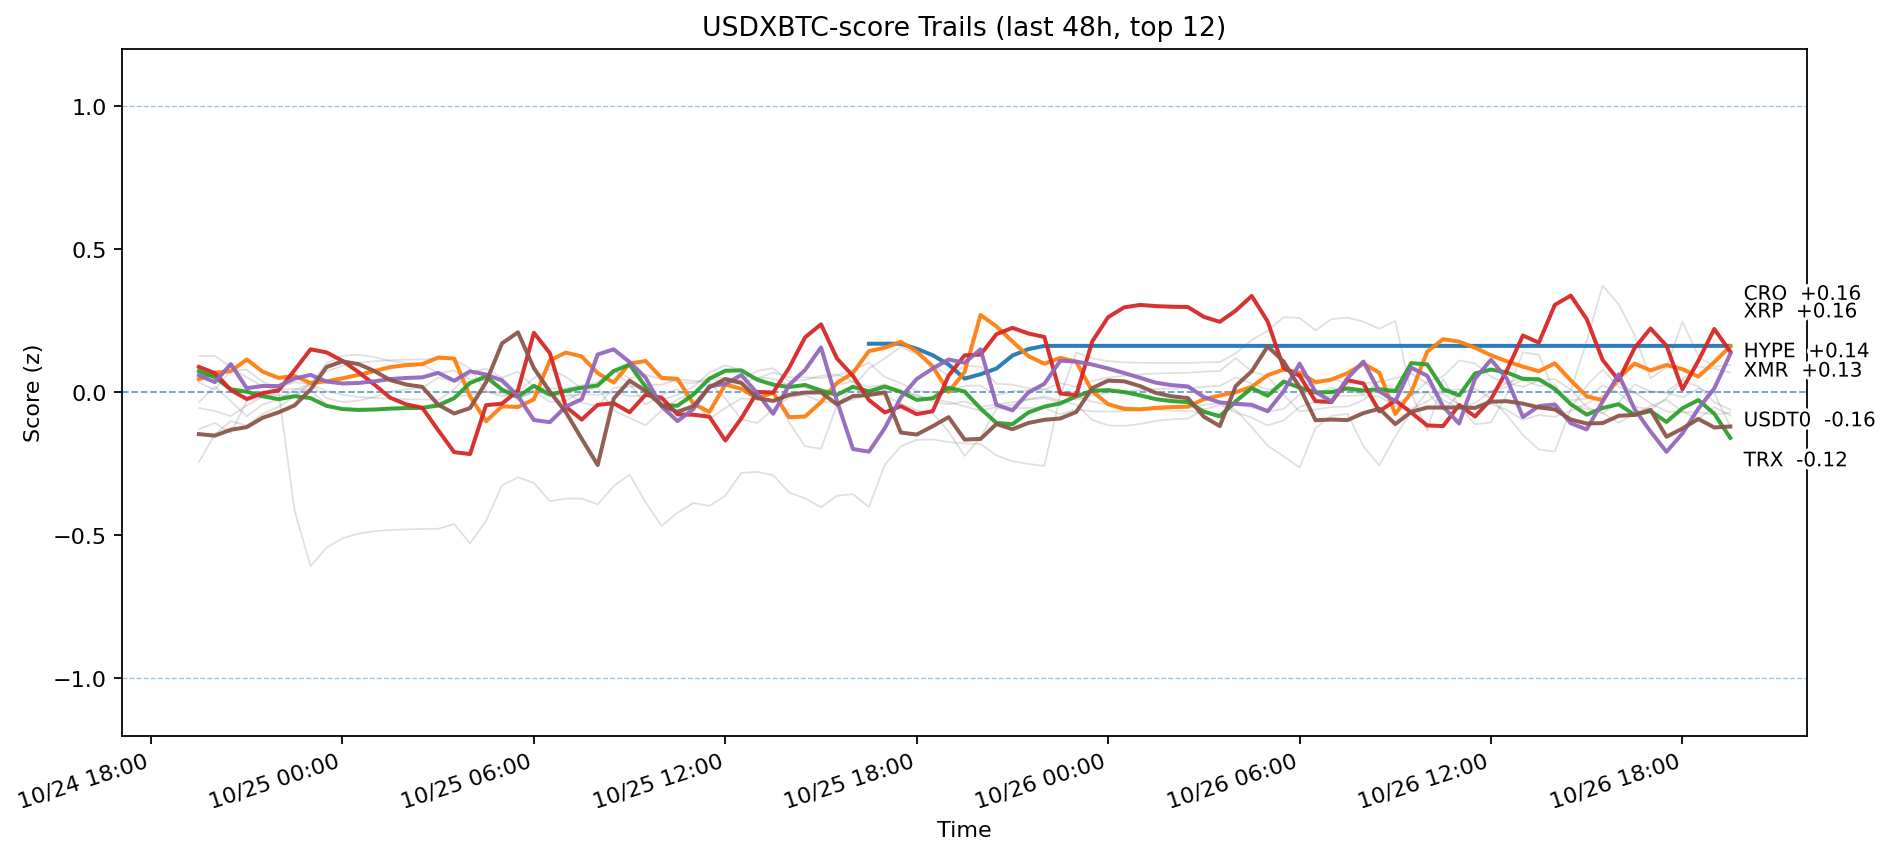 USDXBTC-score Trails (last 48h, top 12)
Score (z)
1.0
0.5
0.0
−0.5
−1.0
CRO +0.16
XRP +0.16
HYPE +0.14
XMR +0.13
USDT0 -0.16
TRX -0.12
10/24 18:00
10/25 00:00
10/25 06:00
10/25 12:00
10/25 18:00
10/26 00:00
10/26 06:00
10/26 12:00
10/26 18:00
Time